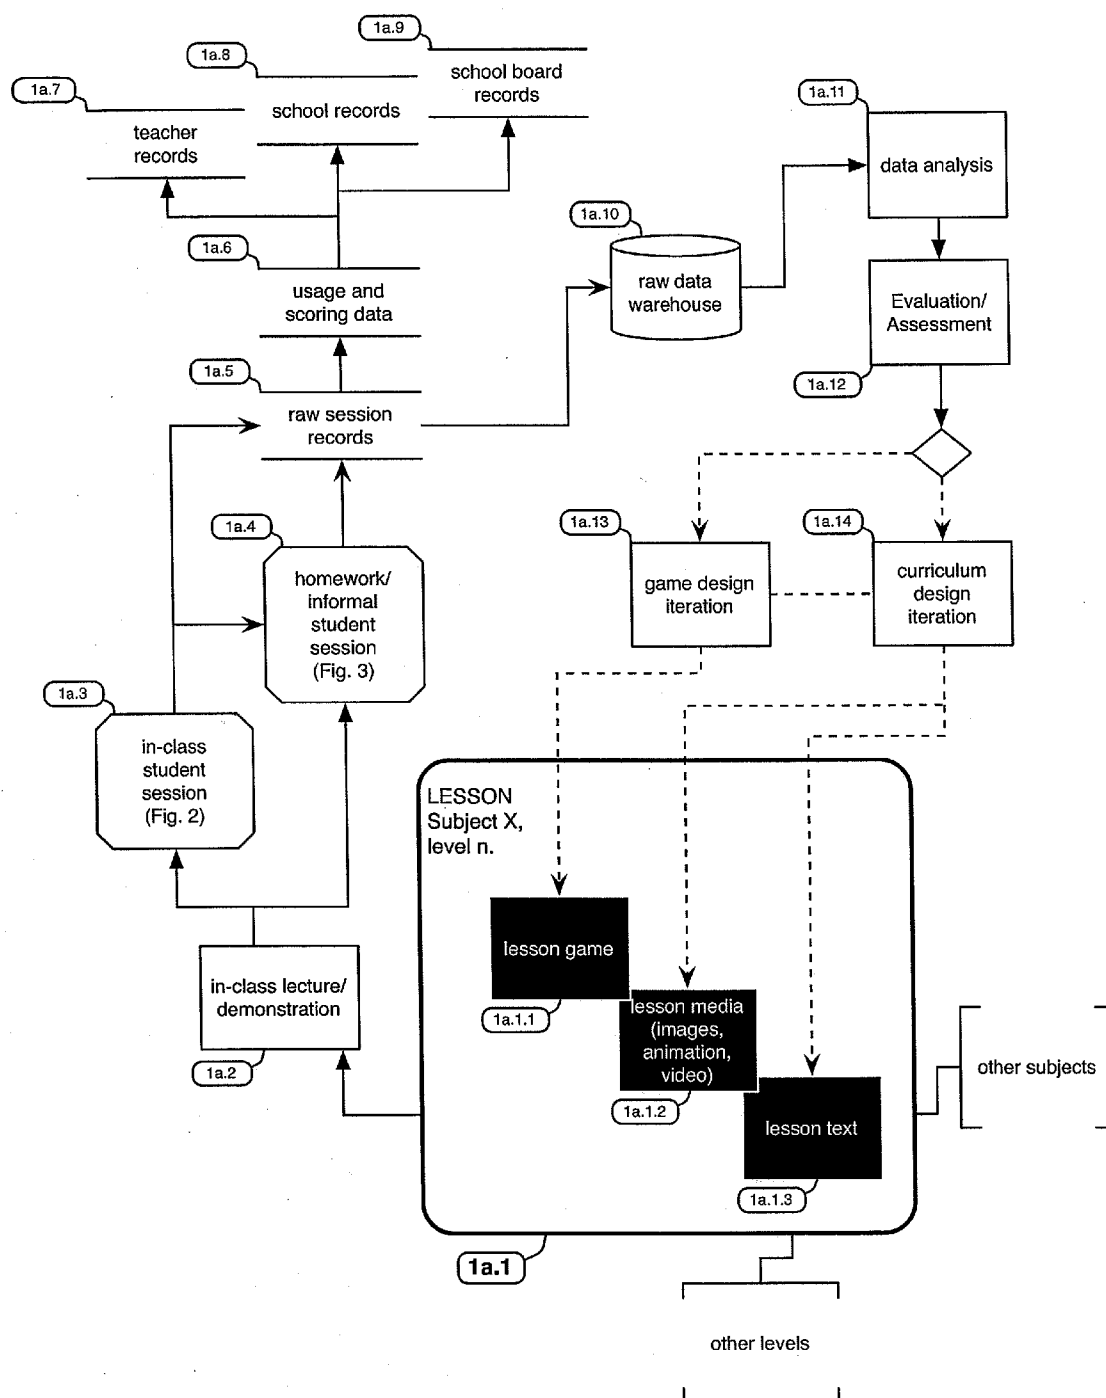 1a.9
school board
records
1a.8
school records
1a.7
teacher
records
1a.11
data analysis
1a.10
raw data
warehouse
1a.6
usage and
scoring data
Evaluation/
Assessment
1a.12
1a.5
raw session
records
1a.4
homework/
informal
student
session
(Fig. 3)
1a.13
game design
iteration
1a.14
curriculum
design
iteration
1a.3
in-class
student
session
(Fig. 2)
LESSON
Subject X,
level n.
lesson game
1a.1.1
in-class lecture/
demonstration
1a.2
lesson media
(images,
animation,
video)
1a.1.2
lesson text
1a.1.3
other subjects
1a.1
other levels